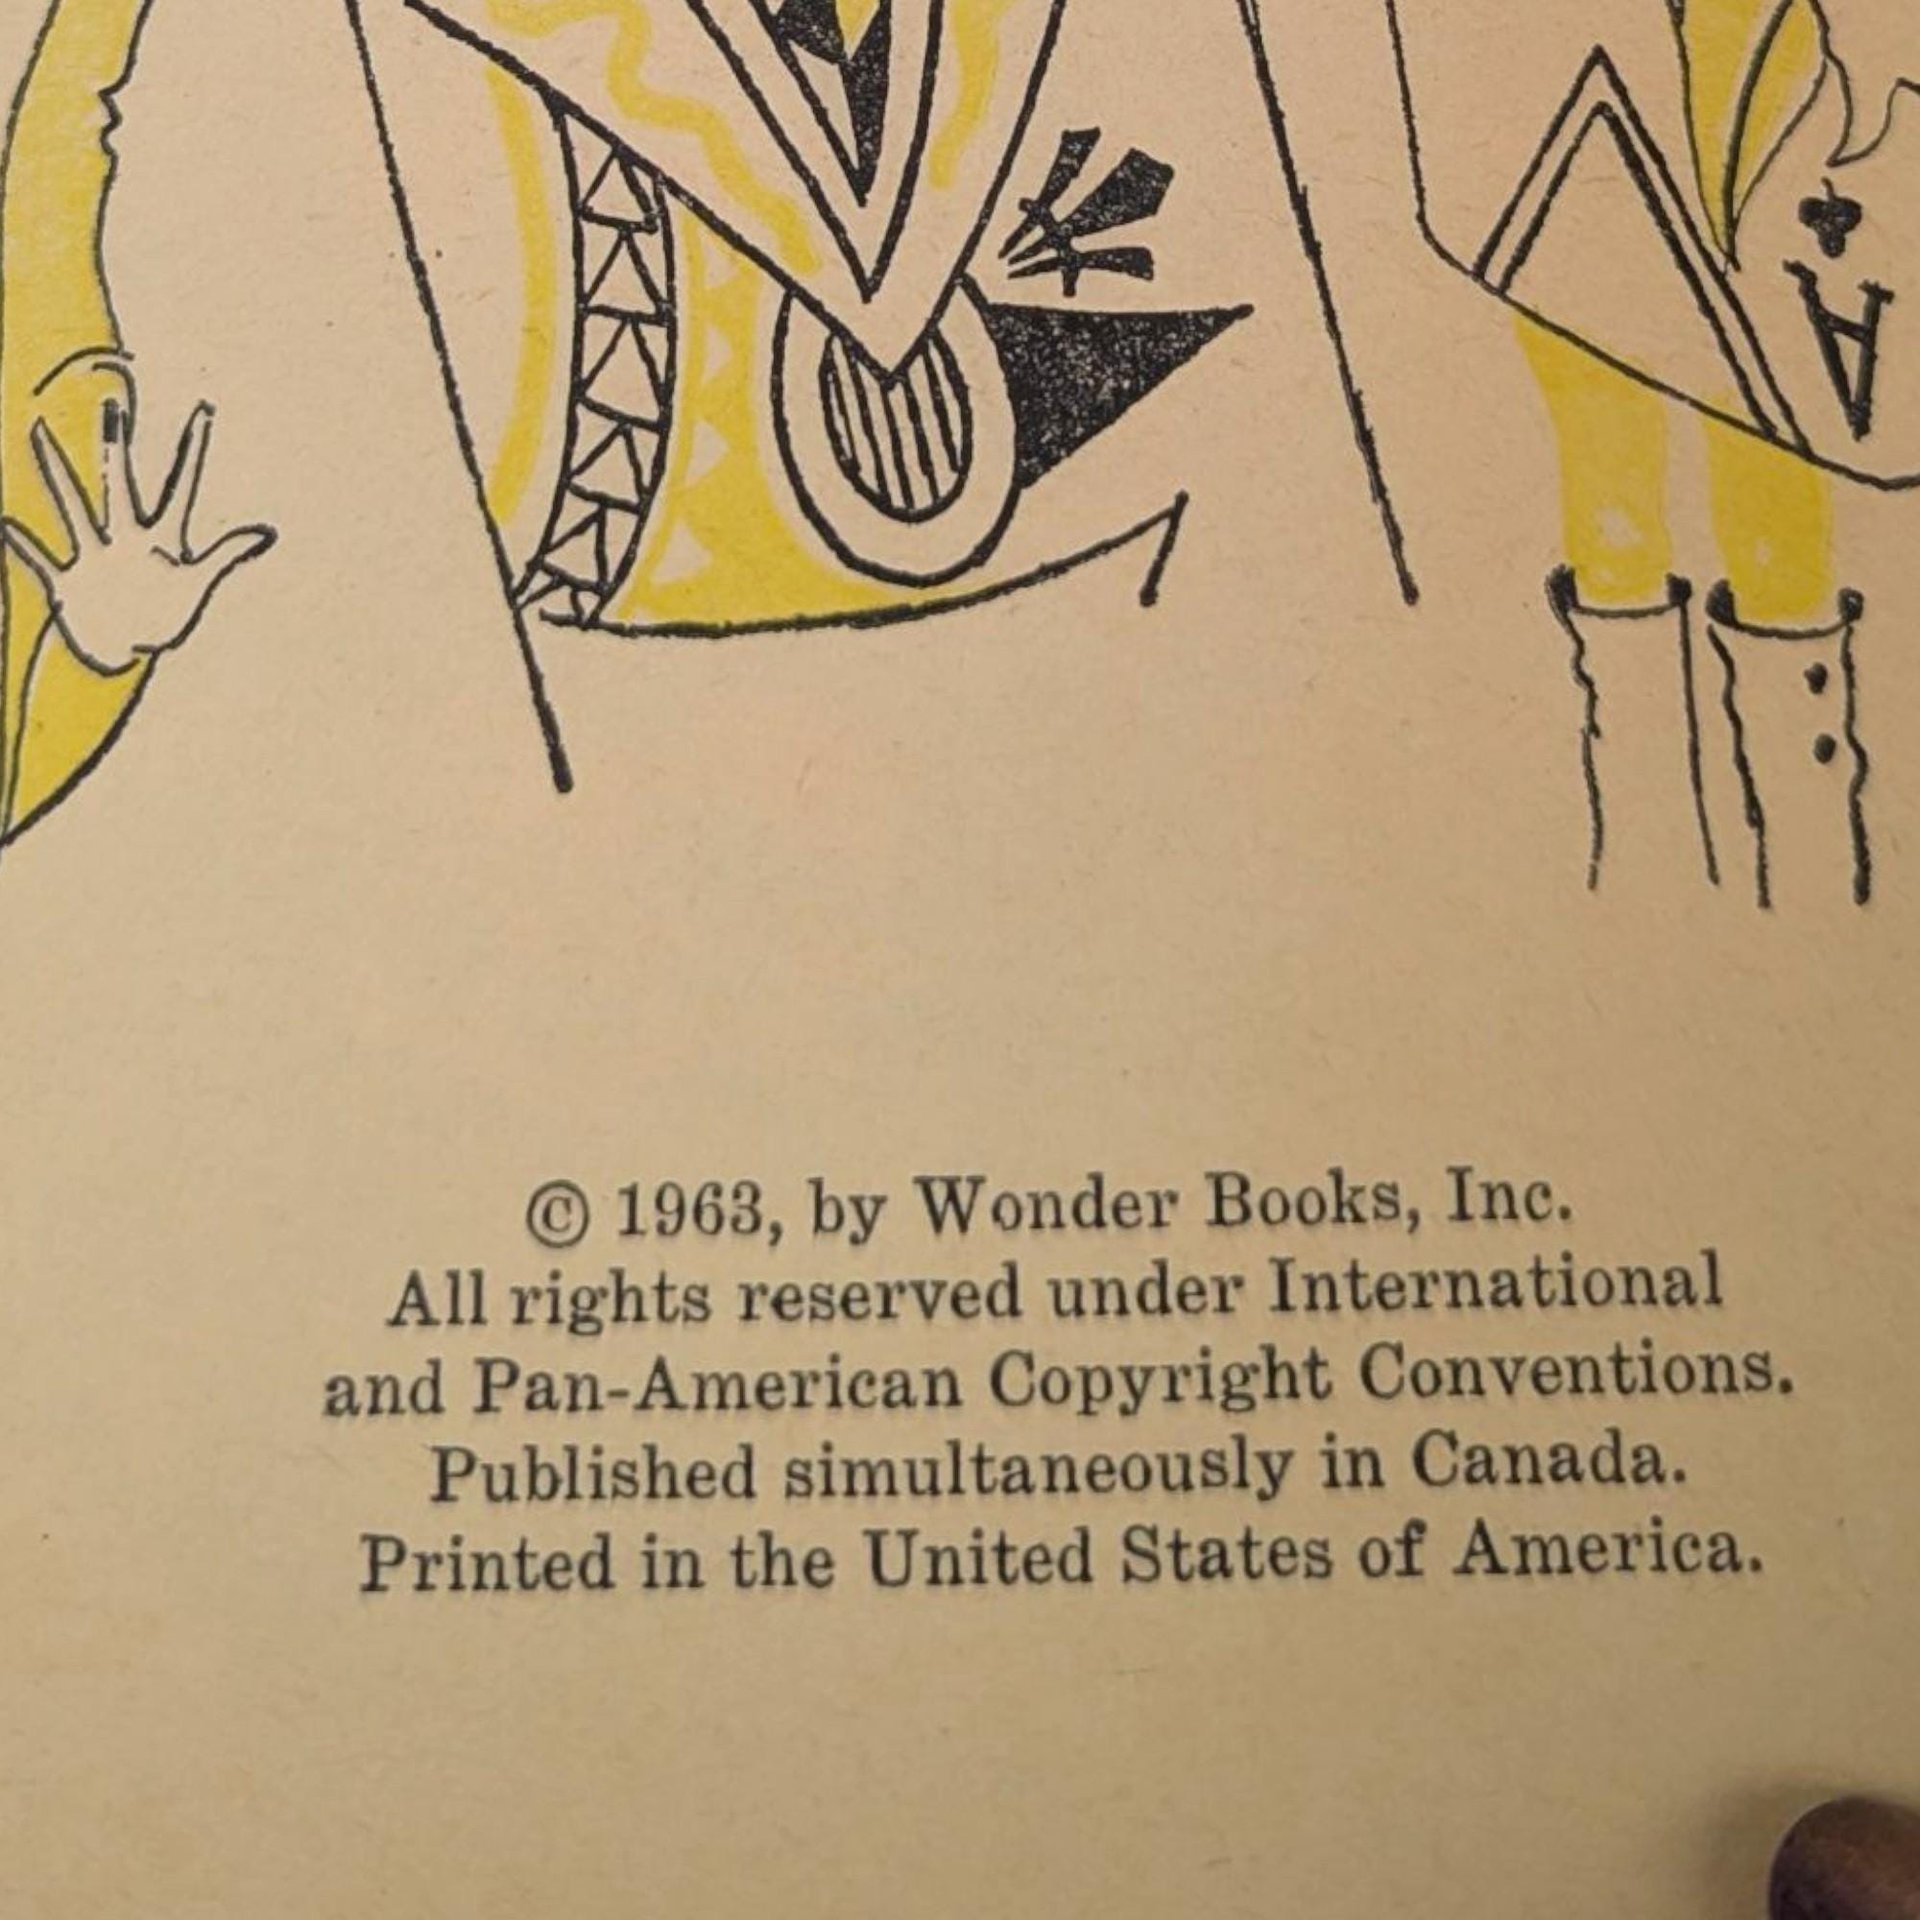 A
© 1963, by Wonder Books, Inc.
All rights reserved under International
and Pan-American Copyright Conventions.
Published simultaneously in Canada.
Printed in the United States of America.